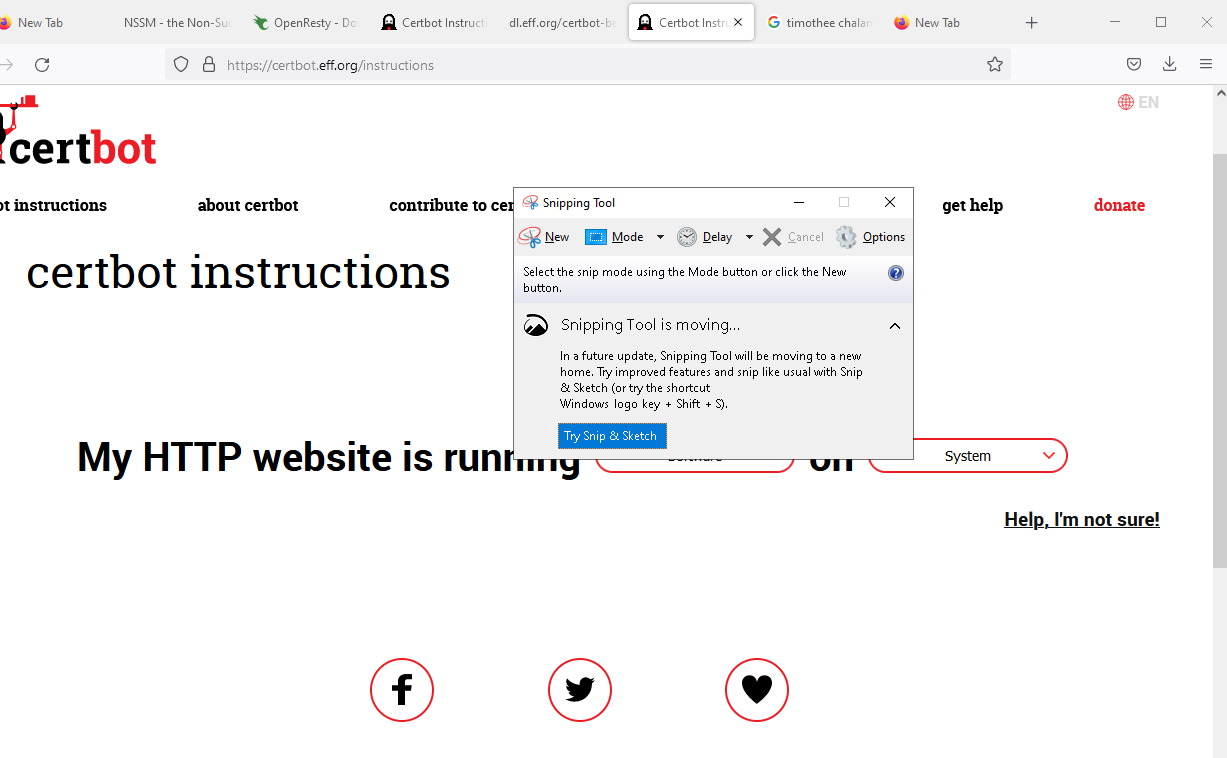 New Tab
NSSM - the Non-Suc
OpenResty - Do
Certbot Instructi
dl.eff.org/certbot-be
Certbot Instru
timothee chalan
New Tab
https://certbot.eff.org/instructions
EN
certbot
ot instructions
about certbot
contribute to cer
get help
donate
certbot instructions
Snipping Tool
New
Mode
Delay
Cancel
Options
Select the snip mode using the Mode button or click the New
button.
Snipping Tool is moving...
In a future update, Snipping Tool will be moving to a new
home. Try improved features and snip like usual with Snip
& Sketch (or try the shortcut
Windows logo key + Shift + S).
Try Snip & Sketch
My HTTP website is running Software on System
Help, I'm not sure!